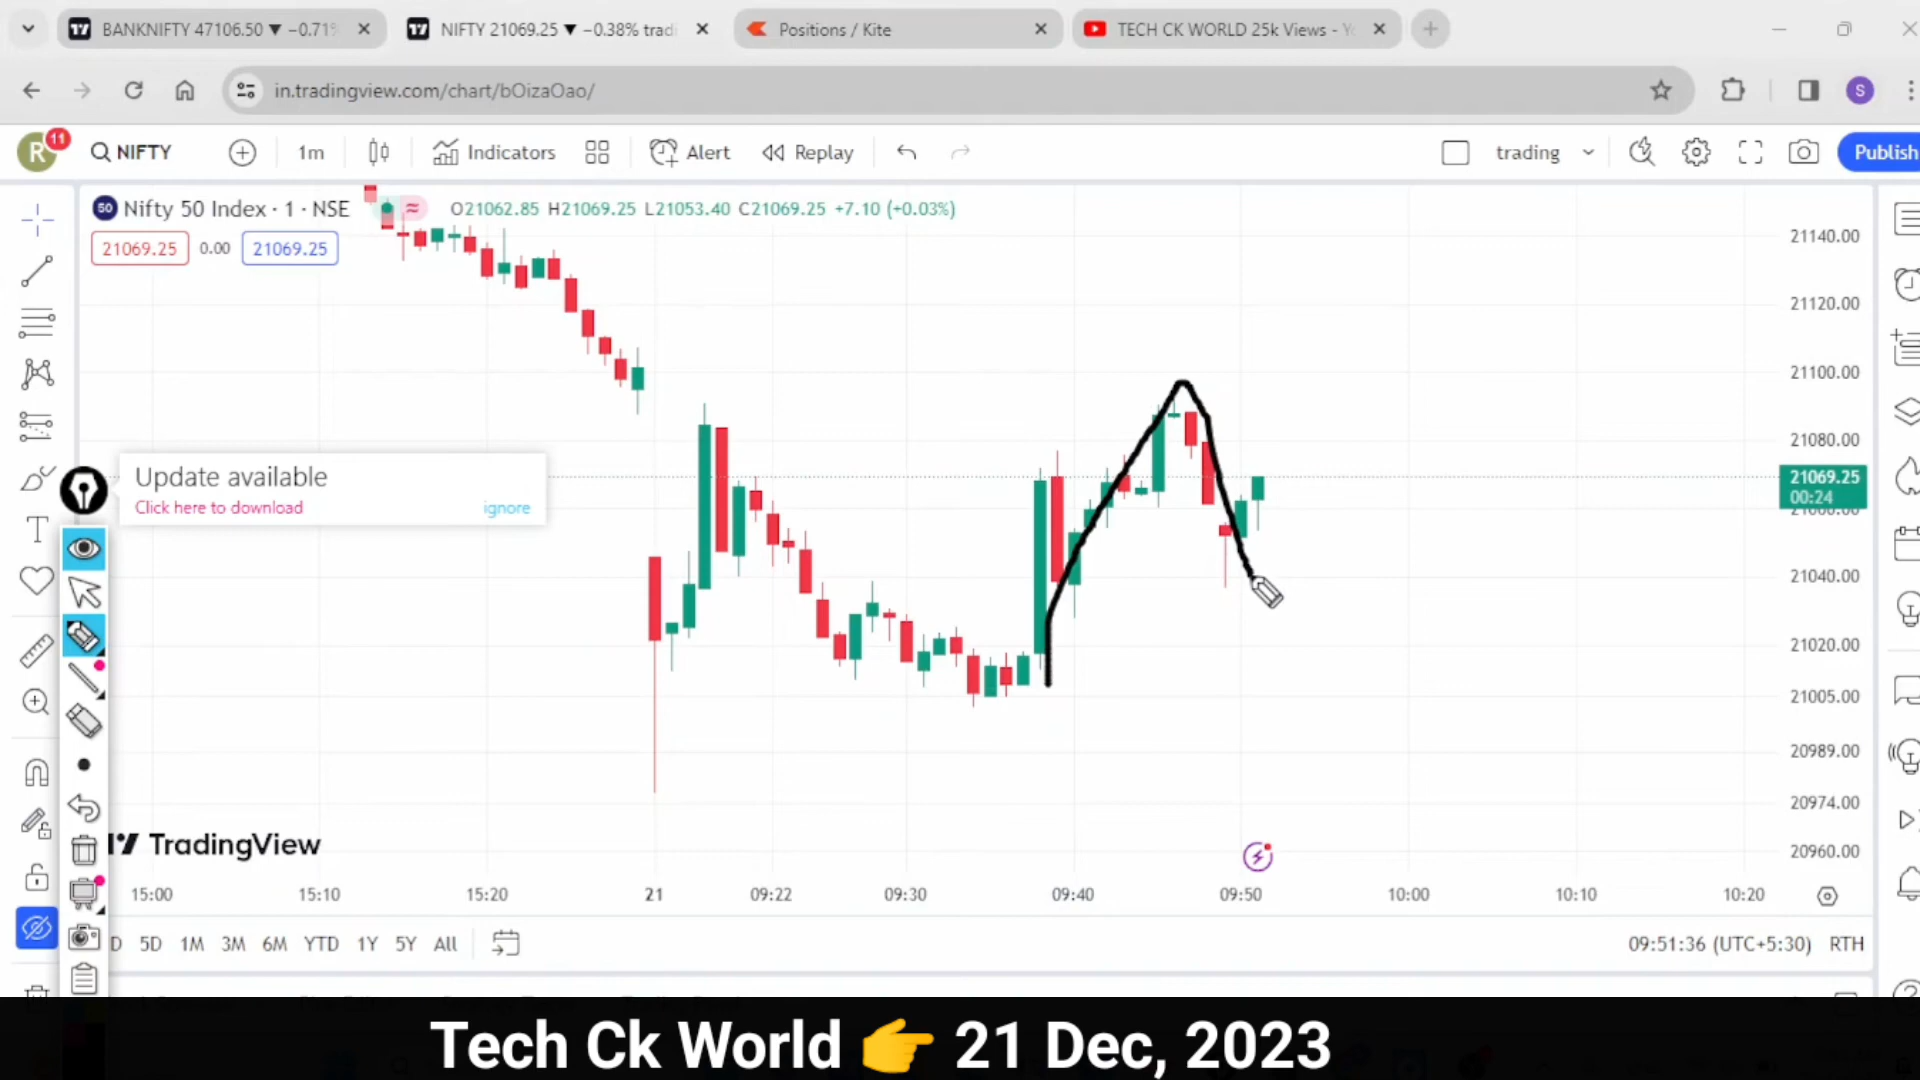 BANKNIFTY 47106.50 ▼ −0.71%
NIFTY 21069.25 ▼ −0.38% tradi
Positions / Kite
TECH CK WORLD 25k Views - Yo
in.tradingview.com/chart/bOizaOao/
S
R
11
NIFTY
1m
Indicators
Alert
Replay
trading
Publish
50
Nifty 50 Index · 1 · NSE
O21062.85 H21069.25 L21053.40 C21069.25 +7.10 (+0.03%)
21069.25
0.00
21069.25
21140.00
21120.00
21100.00
21080.00
21069.25
00:24
21060.00
21040.00
21020.00
21005.00
20989.00
20974.00
20960.00
Update available
Click here to download
ignore
TradingView
15:00
15:10
15:20
21
09:22
09:30
09:40
09:50
10:00
10:10
10:20
D
5D
1M
3M
6M
YTD
1Y
5Y
All
09:51:36 (UTC+5:30)
RTH
Tech Ck World 👉 21 Dec, 2023